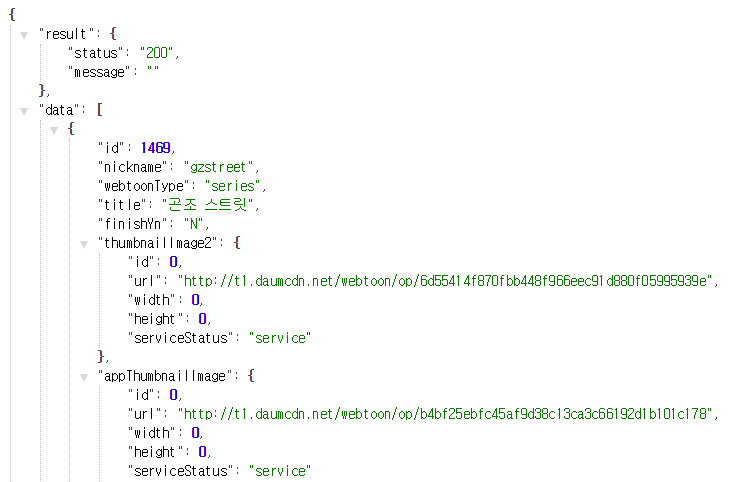 {
"result": {
"status": "200",
"message": ""
},
"data": [
{
"id": 1469,
"nickname": "gzstreet",
"webtoonType": "series",
"title": "곤조 스트릿",
"finishYn": "N",
"thumbnailImage2": {
"id": 0,
"url": "http://t1.daumcdn.net/webtoon/op/6d55414f870fbb448f966eec91d880f05995939e",
"width": 0,
"height": 0,
"serviceStatus": "service"
},
"appThumbnailImage": {
"id": 0,
"url": "http://t1.daumcdn.net/webtoon/op/b4bf25ebfc45af9d38c13ca3c66192d1b101c178",
"width": 0,
"height": 0,
"serviceStatus": "service"